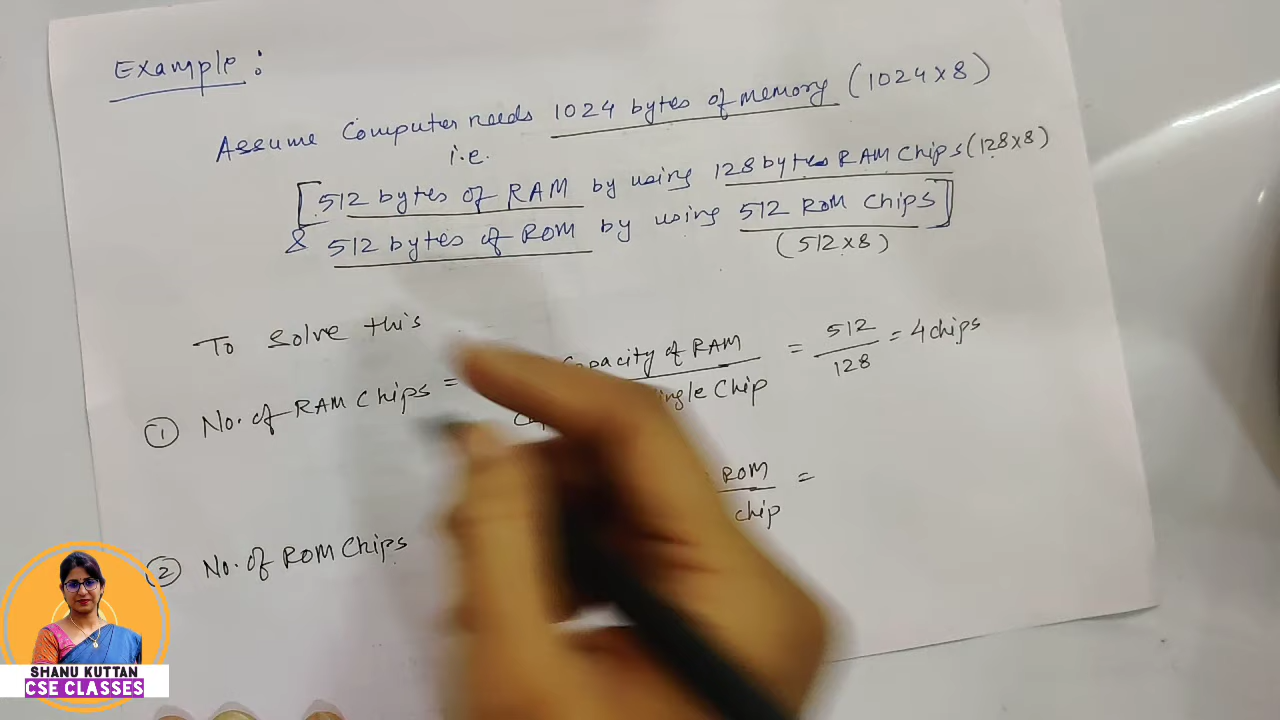 Example:
Assume Computer needs 1024 bytes of memory (1024 x 8)
i.e.
[512 bytes of RAM by using 128 bytes RAM Chips (128x8)
& 512 bytes of ROM by using 512 ROM Chips]
(512x8)
To solve this
① No. of RAM Chips = Capacity of RAM = 512 = 4 chips
Single Chip 128
② No. of ROM Chips ROM =
chip
SHANU KUTTAN
CSE CLASSES